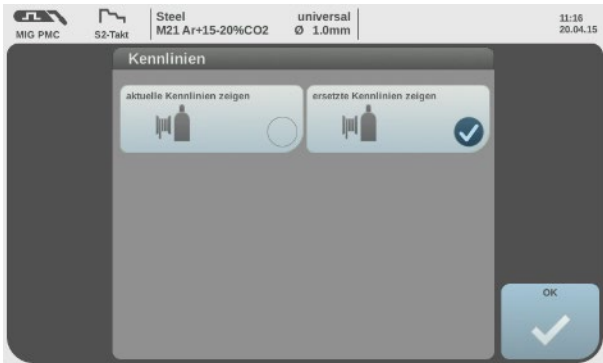 MIG PMC
S2-Takt
Steel universal
M21 Ar+15-20%CO2 Ø 1.0mm
11:16
20.04.15
Kennlinien
aktuelle Kennlinien zeigen
ersetzte Kennlinien zeigen
OK